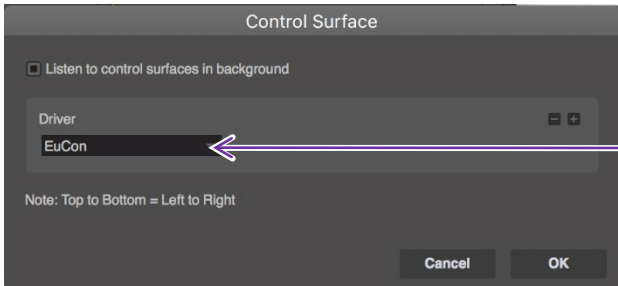 Control Surface
Listen to control surfaces in background
Driver
EuCon
Note: Top to Bottom = Left to Right
Cancel OK